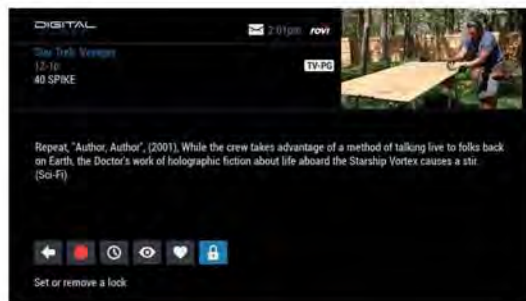 DIGITAL
2:01pm rovi
Star Trek: Voyager
12-1p
TV-PG
40 SPIKE
Repeat, "Author, Author", (2001), While the crew takes advantage of a method of talking live to folks back
on Earth, the Doctor's work of holographic fiction about life aboard the Starship Vortex causes a stir.
(Sci-Fi)
Set or remove a lock